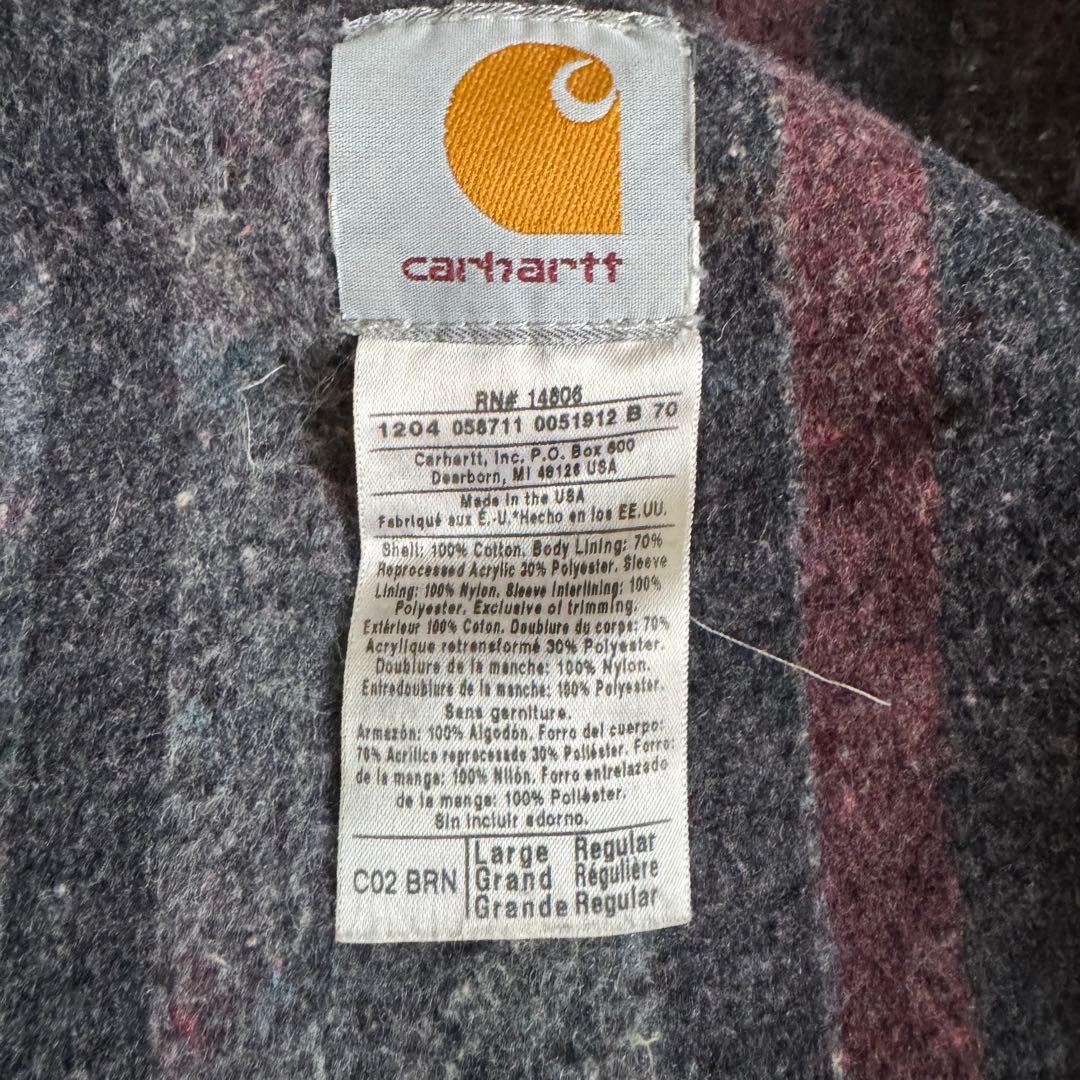 carhartt
RN# 14806
1204 058711 0051912 B 70
Carhartt, Inc. P.O. Box 600
Dearborn, MI 48126 USA
Made in the USA
Fabriqué aux E.-U.*Hecho en los EE.UU.
Shell: 100% Cotton. Body Lining: 70%
Reprocessed Acrylic 30% Polyester. Sleeve
Lining: 100% Nylon. Sleeve Interlining: 100%
Polyester. Exclusive of trimming.
Extérieur 100% Coton. Doublure du corps: 70%
Acrylique retransformé 30% Polyester.
Doublure de la manche: 100% Nylon.
Entredoublure de la manche: 100% Polyester.
Sans garniture.
Armazón: 100% Algodón. Forro del cuerpo:
70% Acrilico reprocesado 30% Poliéster. Forro
de la manga: 100% Nilón. Forro entrelazado
de la manga: 100% Poliéster.
Sin incluir adorno.
C02 BRN
Large Regular
Grand Régulière
Grande Regular